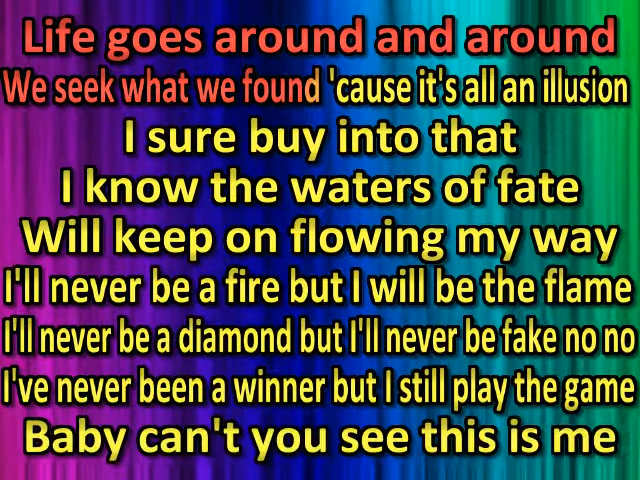 Life goes around and around
We seek what we found 'cause it's all an illusion
I sure buy into that
I know the waters of fate
Will keep on flowing my way
I'll never be a fire but I will be the flame
I'll never be a diamond but I'll never be fake no no
I've never been a winner but I still play the game
Baby can't you see this is me